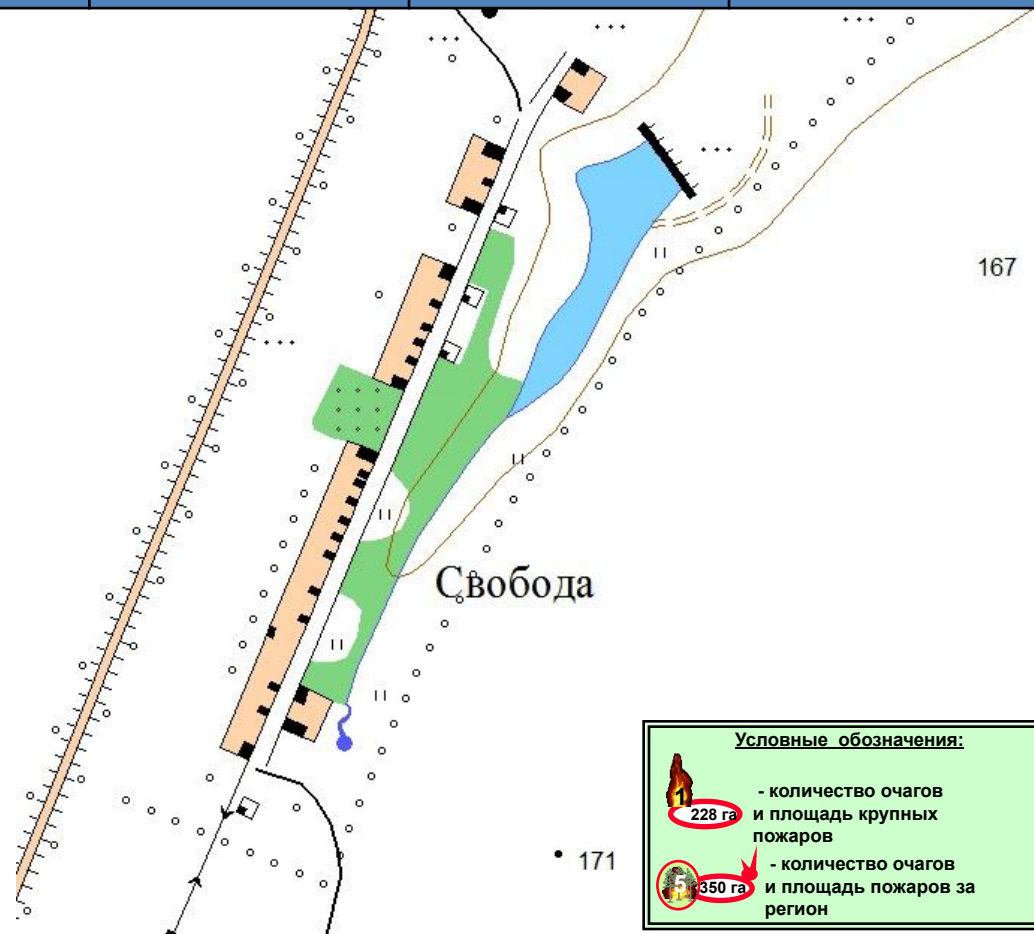 167
Свобода
171
Условные обозначения:
1
- количество очагов
228 га
и площадь крупных
пожаров
- количество очагов
5
350 га
и площадь пожаров за
регион